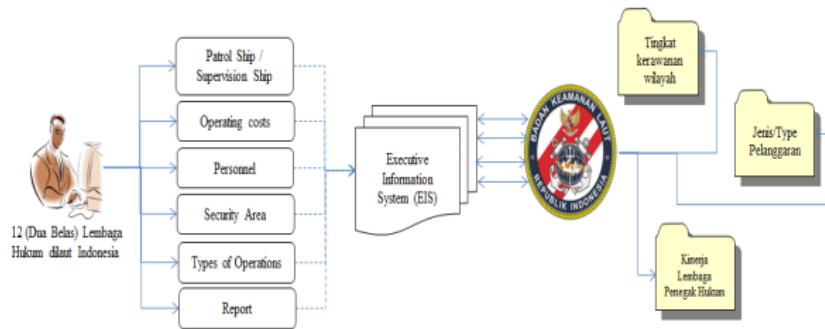 12 (Dua Belas) Lembaga
Hukum dilaut Indonesia
Patrol Ship /
Supervision Ship
Operating costs
Personnel
Security Area
Types of Operations
Report
Executive
Information
System (EIS)
BADAN KEAMANAN LAUT
REPUBLIK INDONESIA
Tingkat
kerawanan
wilayah
Jenis/Type
Pelanggaran
Kinerja
Lembaga
Penegak Hukum